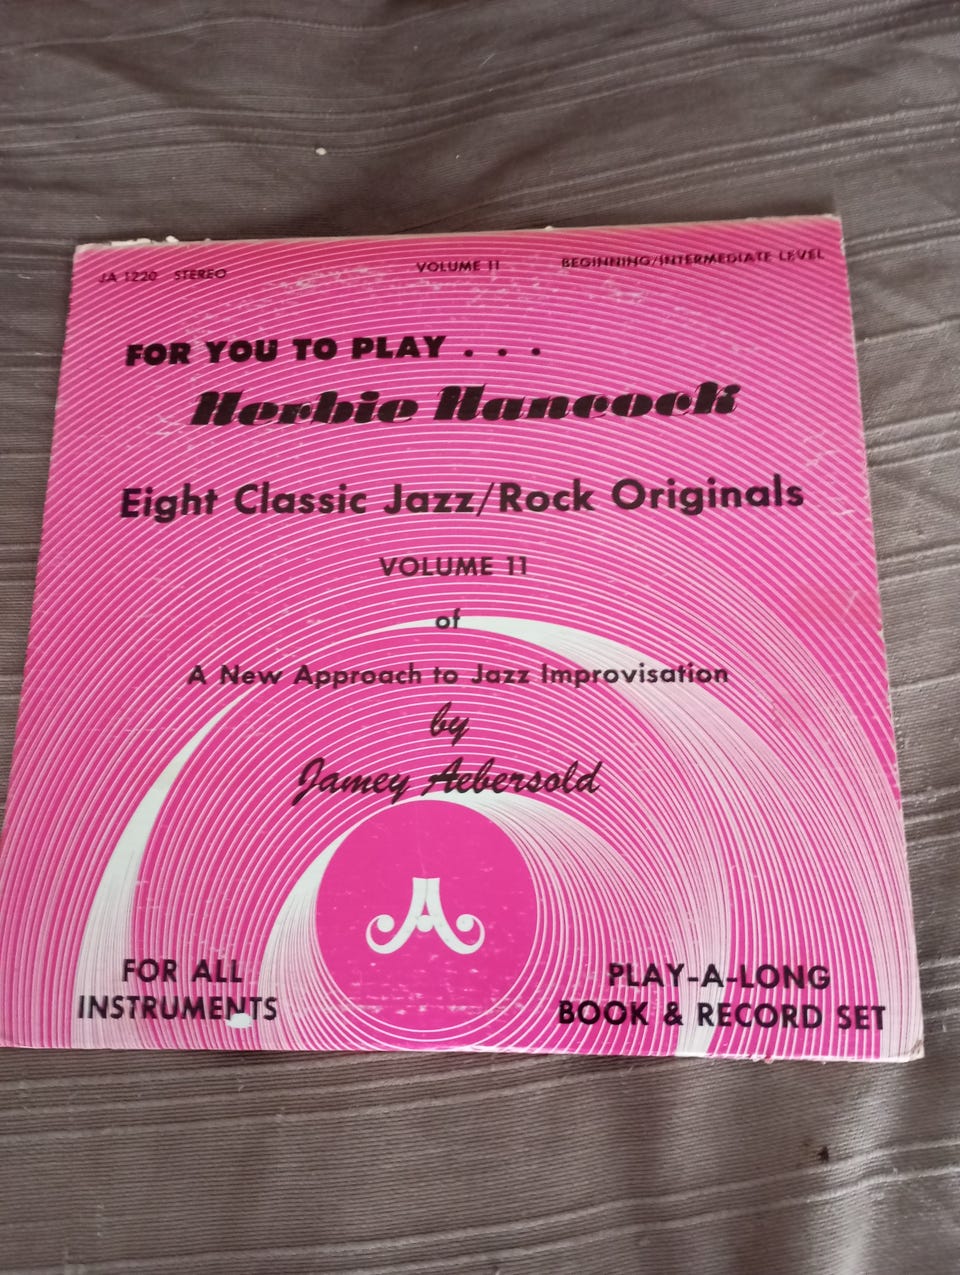 JA 1220 STEREO VOLUME 11 BEGINNING/INTERMEDIATE LEVEL
FOR YOU TO PLAY . . .
Herbie Hancock
Eight Classic Jazz/Rock Originals
VOLUME 11
of
A New Approach to Jazz Improvisation
by
Jamey Aebersold
JA
FOR ALL
INSTRUMENTS
PLAY-A-LONG
BOOK & RECORD SET